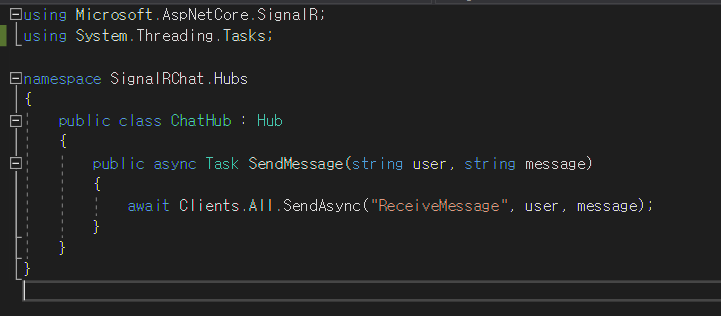 using Microsoft.AspNetCore.SignalR;
using System.Threading.Tasks;
namespace SignalRChat.Hubs
{
public class ChatHub : Hub
{
public async Task SendMessage(string user, string message)
{
await Clients.All.SendAsync("ReceiveMessage", user, message);
}
}
}